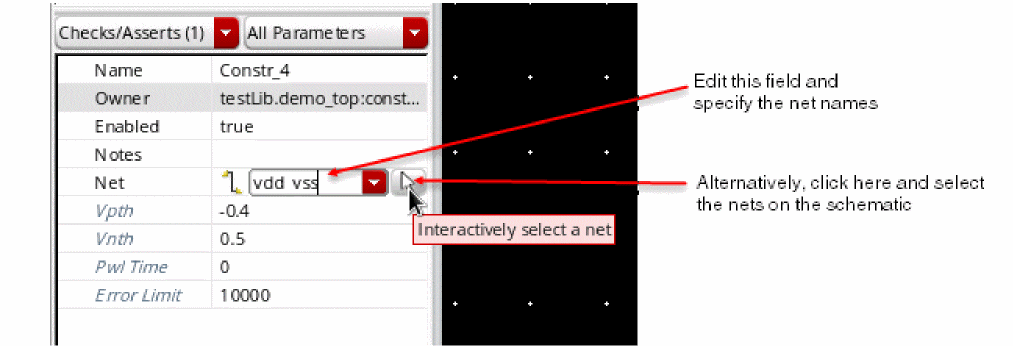 Checks/Asserts (1) All Parameters
Name Constr_4
Owner testLib.demo_top:const...
Enabled true
Notes
Net vdd vss
Vpth -0.4
Vnth 0.5
Pwl Time 0
Error Limit 10000
Interactively select a net
Edit this field and
specify the net names
Alternatively, click here and select
the nets on the schematic